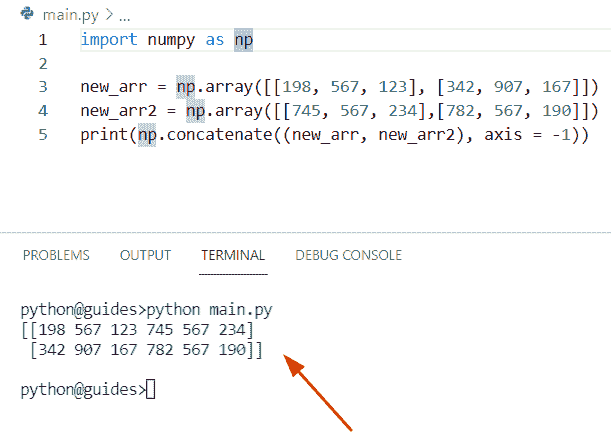 main.py > ...
1 import numpy as np
2
3 new_arr = np.array([[198, 567, 123], [342, 907, 167]])
4 new_arr2 = np.array([[745, 567, 234],[782, 567, 190]])
5 print(np.concatenate((new_arr, new_arr2), axis = -1))
PROBLEMS OUTPUT TERMINAL DEBUG CONSOLE
python@guides>python main.py
[[198 567 123 745 567 234]
 [342 907 167 782 567 190]]
python@guides>